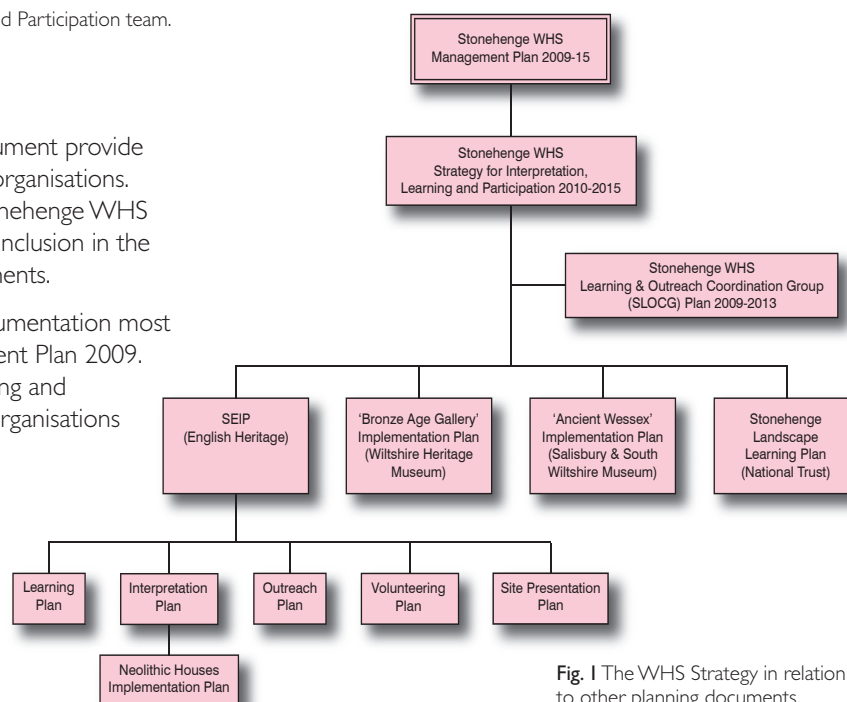 d Participation team.
ument provide
organisations.
nehenge WHS
nclusion in the
nents.
umentation most
ent Plan 2009.
ng and
rganisations
Stonehenge WHS
Management Plan 2009-15
Stonehenge WHS
Strategy for Interpretation,
Learning and Participation 2010-2015
Stonehenge WHS
Learning & Outreach Coordination Group
(SLOCG) Plan 2009-2013
SEIP
(English Heritage)
'Bronze Age Gallery'
Implementation Plan
(Wiltshire Heritage
Museum)
'Ancient Wessex'
Implementation Plan
(Salisbury & South
Wiltshire Museum)
Stonehenge
Landscape
Learning Plan
(National Trust)
Learning
Plan
Interpretation
Plan
Outreach
Plan
Volunteering
Plan
Site Presentation
Plan
Neolithic Houses
Implementation Plan
Fig. 1 The WHS Strategy in relation
to other planning documents